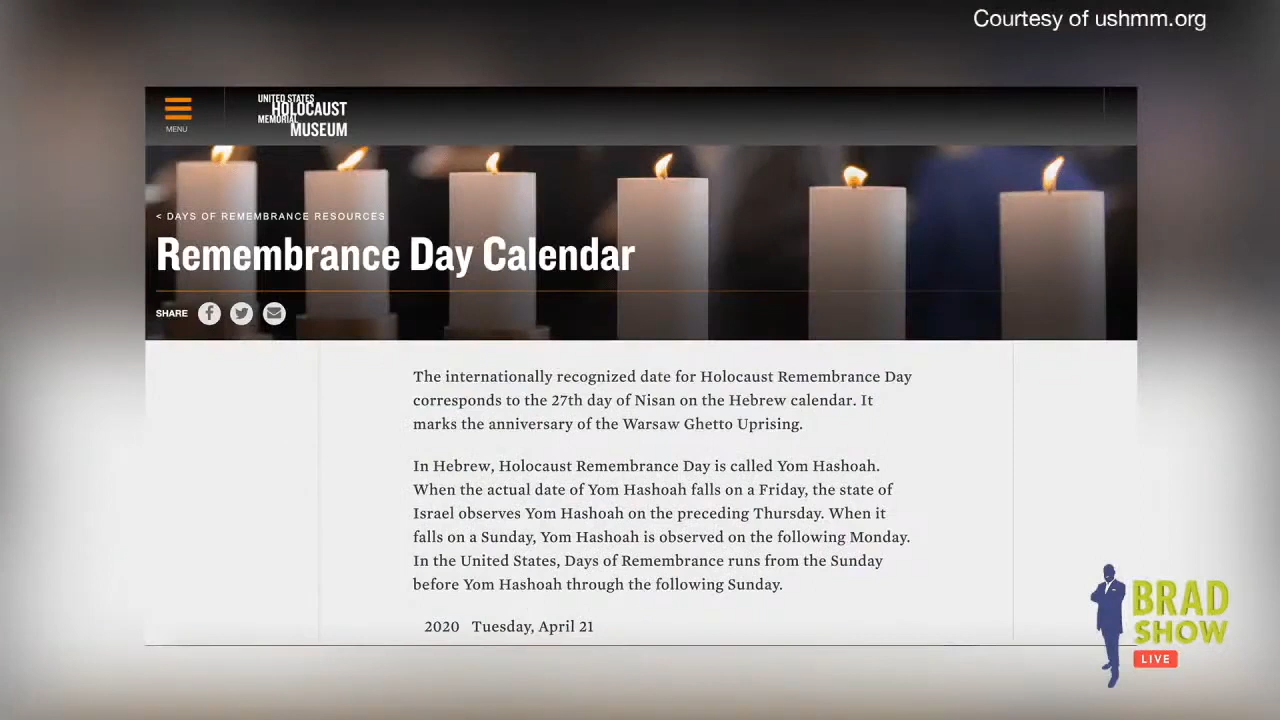 Courtesy of ushmm.org
MENU
UNITED STATES
HOLOCAUST
MEMORIAL
MUSEUM
< DAYS OF REMEMBRANCE RESOURCES
Remembrance Day Calendar
SHARE
The internationally recognized date for Holocaust Remembrance Day
corresponds to the 27th day of Nisan on the Hebrew calendar. It
marks the anniversary of the Warsaw Ghetto Uprising.
In Hebrew, Holocaust Remembrance Day is called Yom Hashoah.
When the actual date of Yom Hashoah falls on a Friday, the state of
Israel observes Yom Hashoah on the preceding Thursday. When it
falls on a Sunday, Yom Hashoah is observed on the following Monday.
In the United States, Days of Remembrance runs from the Sunday
before Yom Hashoah through the following Sunday.
2020 Tuesday, April 21
BRAD
SHOW
LIVE